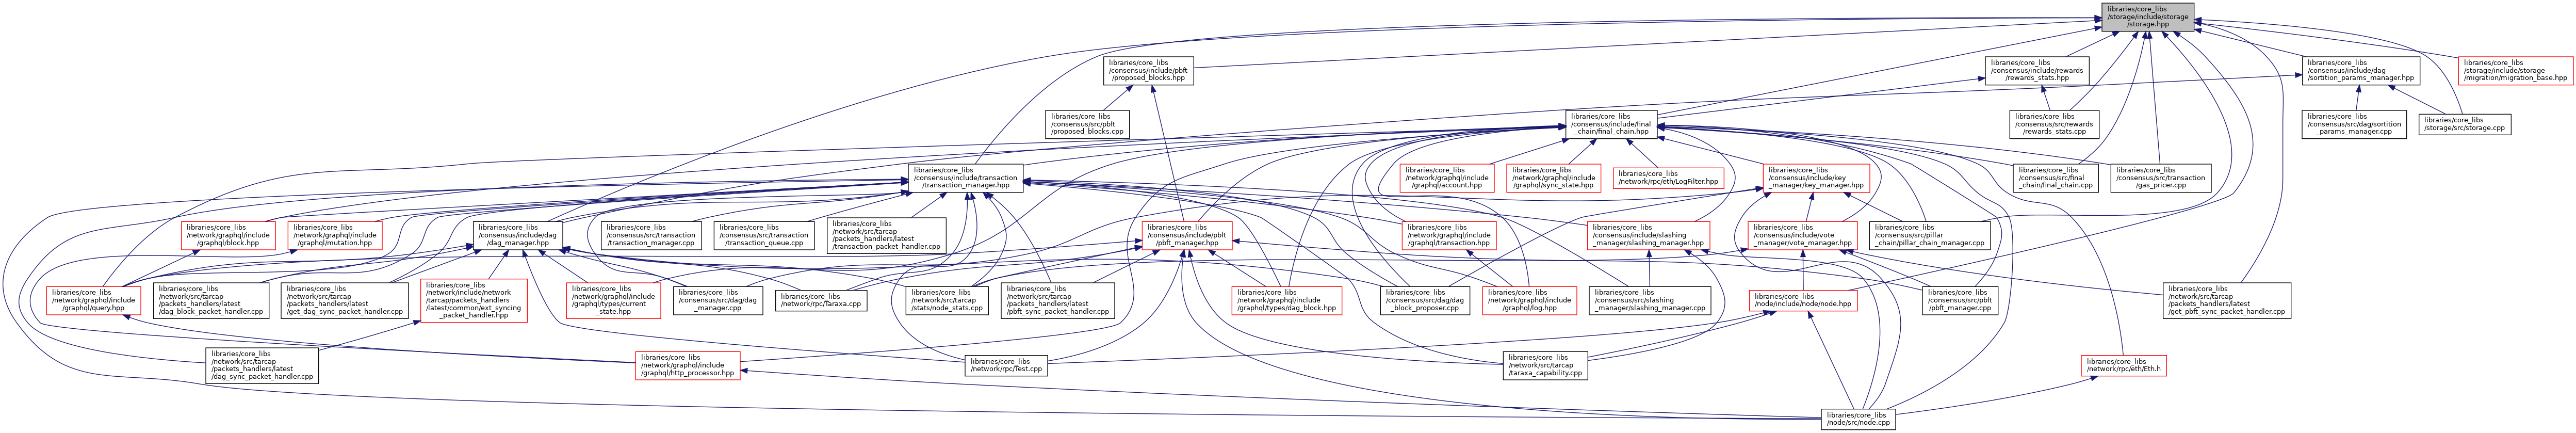 libraries/core_libs
/storage/include/storage
/storage.hpp
libraries/core_libs
/consensus/include/pbft
/proposed_blocks.hpp
libraries/core_libs
/consensus/include/rewards
/rewards_stats.hpp
libraries/core_libs
/consensus/include/dag
/sortition_params_manager.hpp
libraries/core_libs
/storage/include/storage
/migration/migration_base.hpp
libraries/core_libs
/consensus/src/pbft
/proposed_blocks.cpp
libraries/core_libs
/consensus/include/final
_chain/final_chain.hpp
libraries/core_libs
/consensus/src/rewards
/rewards_stats.cpp
libraries/core_libs
/consensus/src/dag/sortition
_params_manager.cpp
libraries/core_libs
/storage/src/storage.cpp
libraries/core_libs
/consensus/include/transaction
/transaction_manager.hpp
libraries/core_libs
/network/graphql/include
/graphql/account.hpp
libraries/core_libs
/network/graphql/include
/graphql/sync_state.hpp
libraries/core_libs
/network/rpc/eth/LogFilter.hpp
libraries/core_libs
/consensus/include/key
_manager/key_manager.hpp
libraries/core_libs
/consensus/src/final
_chain/final_chain.cpp
libraries/core_libs
/consensus/src/transaction
/gas_pricer.cpp
libraries/core_libs
/network/graphql/include
/graphql/block.hpp
libraries/core_libs
/network/graphql/include
/graphql/mutation.hpp
libraries/core_libs
/consensus/include/dag
/dag_manager.hpp
libraries/core_libs
/consensus/src/transaction
/transaction_manager.cpp
libraries/core_libs
/consensus/src/transaction
/transaction_queue.cpp
libraries/core_libs
/network/src/tarcap
/packets_handlers/latest
/transaction_packet_handler.cpp
libraries/core_libs
/consensus/include/pbft
/pbft_manager.hpp
libraries/core_libs
/network/graphql/include
/graphql/transaction.hpp
libraries/core_libs
/consensus/include/slashing
_manager/slashing_manager.hpp
libraries/core_libs
/consensus/include/vote
_manager/vote_manager.hpp
libraries/core_libs
/consensus/src/pillar
_chain/pillar_chain_manager.cpp
libraries/core_libs
/network/graphql/include
/graphql/query.hpp
libraries/core_libs
/network/src/tarcap
/packets_handlers/latest
/dag_block_packet_handler.cpp
libraries/core_libs
/network/src/tarcap
/packets_handlers/latest
/get_dag_sync_packet_handler.cpp
libraries/core_libs
/network/include/network
/tarcap/packets_handlers
/latest/common/ext_syncing
_packet_handler.hpp
libraries/core_libs
/network/graphql/include
/graphql/types/current
_state.hpp
libraries/core_libs
/consensus/src/dag/dag
_manager.cpp
libraries/core_libs
/network/rpc/Taraxa.cpp
libraries/core_libs
/network/src/tarcap
/stats/node_stats.cpp
libraries/core_libs
/network/src/tarcap
/packets_handlers/latest
/pbft_sync_packet_handler.cpp
libraries/core_libs
/network/graphql/include
/graphql/types/dag_block.hpp
libraries/core_libs
/consensus/src/dag/dag
_block_proposer.cpp
libraries/core_libs
/network/graphql/include
/graphql/log.hpp
libraries/core_libs
/consensus/src/slashing
_manager/slashing_manager.cpp
libraries/core_libs
/node/include/node/node.hpp
libraries/core_libs
/consensus/src/pbft
/pbft_manager.cpp
libraries/core_libs
/network/src/tarcap
/packets_handlers/latest
/get_pbft_sync_packet_handler.cpp
libraries/core_libs
/network/src/tarcap
/packets_handlers/latest
/dag_sync_packet_handler.cpp
libraries/core_libs
/network/graphql/include
/graphql/http_processor.hpp
libraries/core_libs
/network/rpc/Test.cpp
libraries/core_libs
/network/src/tarcap
/taraxa_capability.cpp
libraries/core_libs
/network/rpc/eth/Eth.h
libraries/core_libs
/node/src/node.cpp